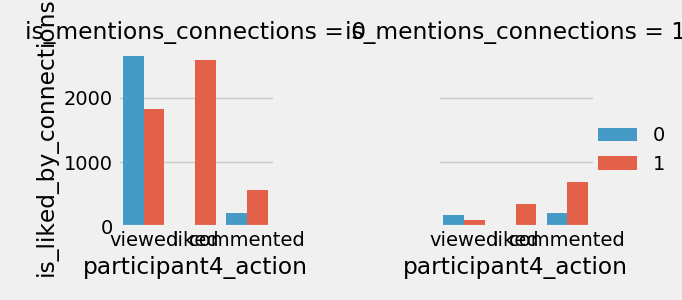 is_mentions_connections = 0
is_mentions_connections = 1
is_liked_by_connections
2000
1000
0
viewed liked commented
viewed liked commented
participant4_action
participant4_action
0
1